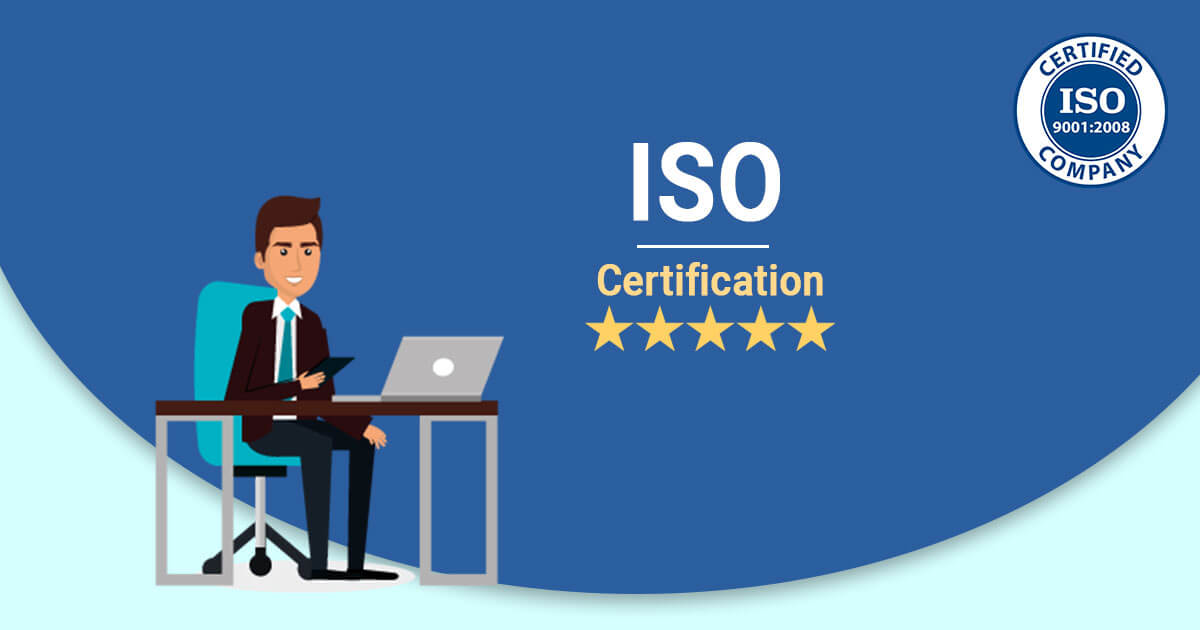 ISO
Certification
CERTIFIED
ISO
9001:2008
COMPANY